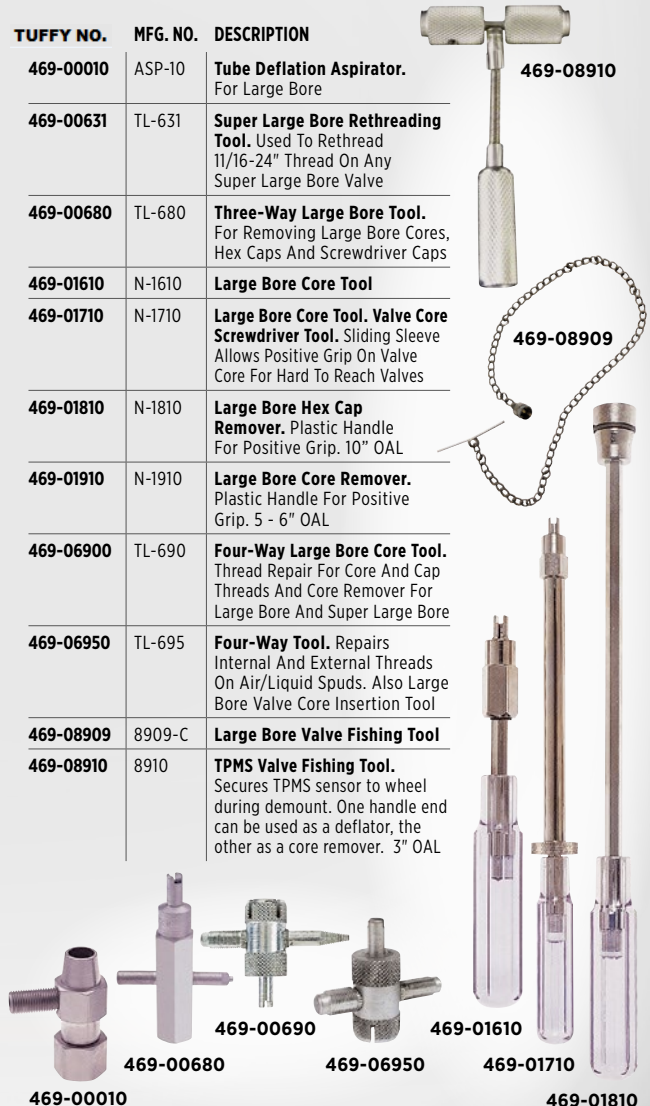 TUFFY NO. MFG. NO. DESCRIPTION
469-00010 ASP-10 Tube Deflation Aspirator.
For Large Bore
469-00631 TL-631 Super Large Bore Rethreading
Tool. Used To Rethread
11/16-24" Thread On Any
Super Large Bore Valve
469-00680 TL-680 Three-Way Large Bore Tool.
For Removing Large Bore Cores,
Hex Caps And Screwdriver Caps
469-01610 N-1610 Large Bore Core Tool
469-01710 N-1710 Large Bore Core Tool. Valve Core
Screwdriver Tool. Sliding Sleeve
Allows Positive Grip On Valve
Core For Hard To Reach Valves
469-01810 N-1810 Large Bore Hex Cap
Remover. Plastic Handle
For Positive Grip. 10” OAL
469-01910 N-1910 Large Bore Core Remover.
Plastic Handle For Positive
Grip. 5 - 6" OAL
469-06900 TL-690 Four-Way Large Bore Core Tool.
Thread Repair For Core And Cap
Threads And Core Remover For
Large Bore And Super Large Bore
469-06950 TL-695 Four-Way Tool. Repairs
Internal And External Threads
On Air/Liquid Spuds. Also Large
Bore Valve Core Insertion Tool
469-08909 8909-C Large Bore Valve Fishing Tool
469-08910 8910 TPMS Valve Fishing Tool.
Secures TPMS sensor to wheel
during demount. One handle end
can be used as a deflator, the
other as a core remover. 3" OAL
469-08910
469-08909
469-00690
469-01610
469-00680
469-06950
469-01710
469-00010
469-01810